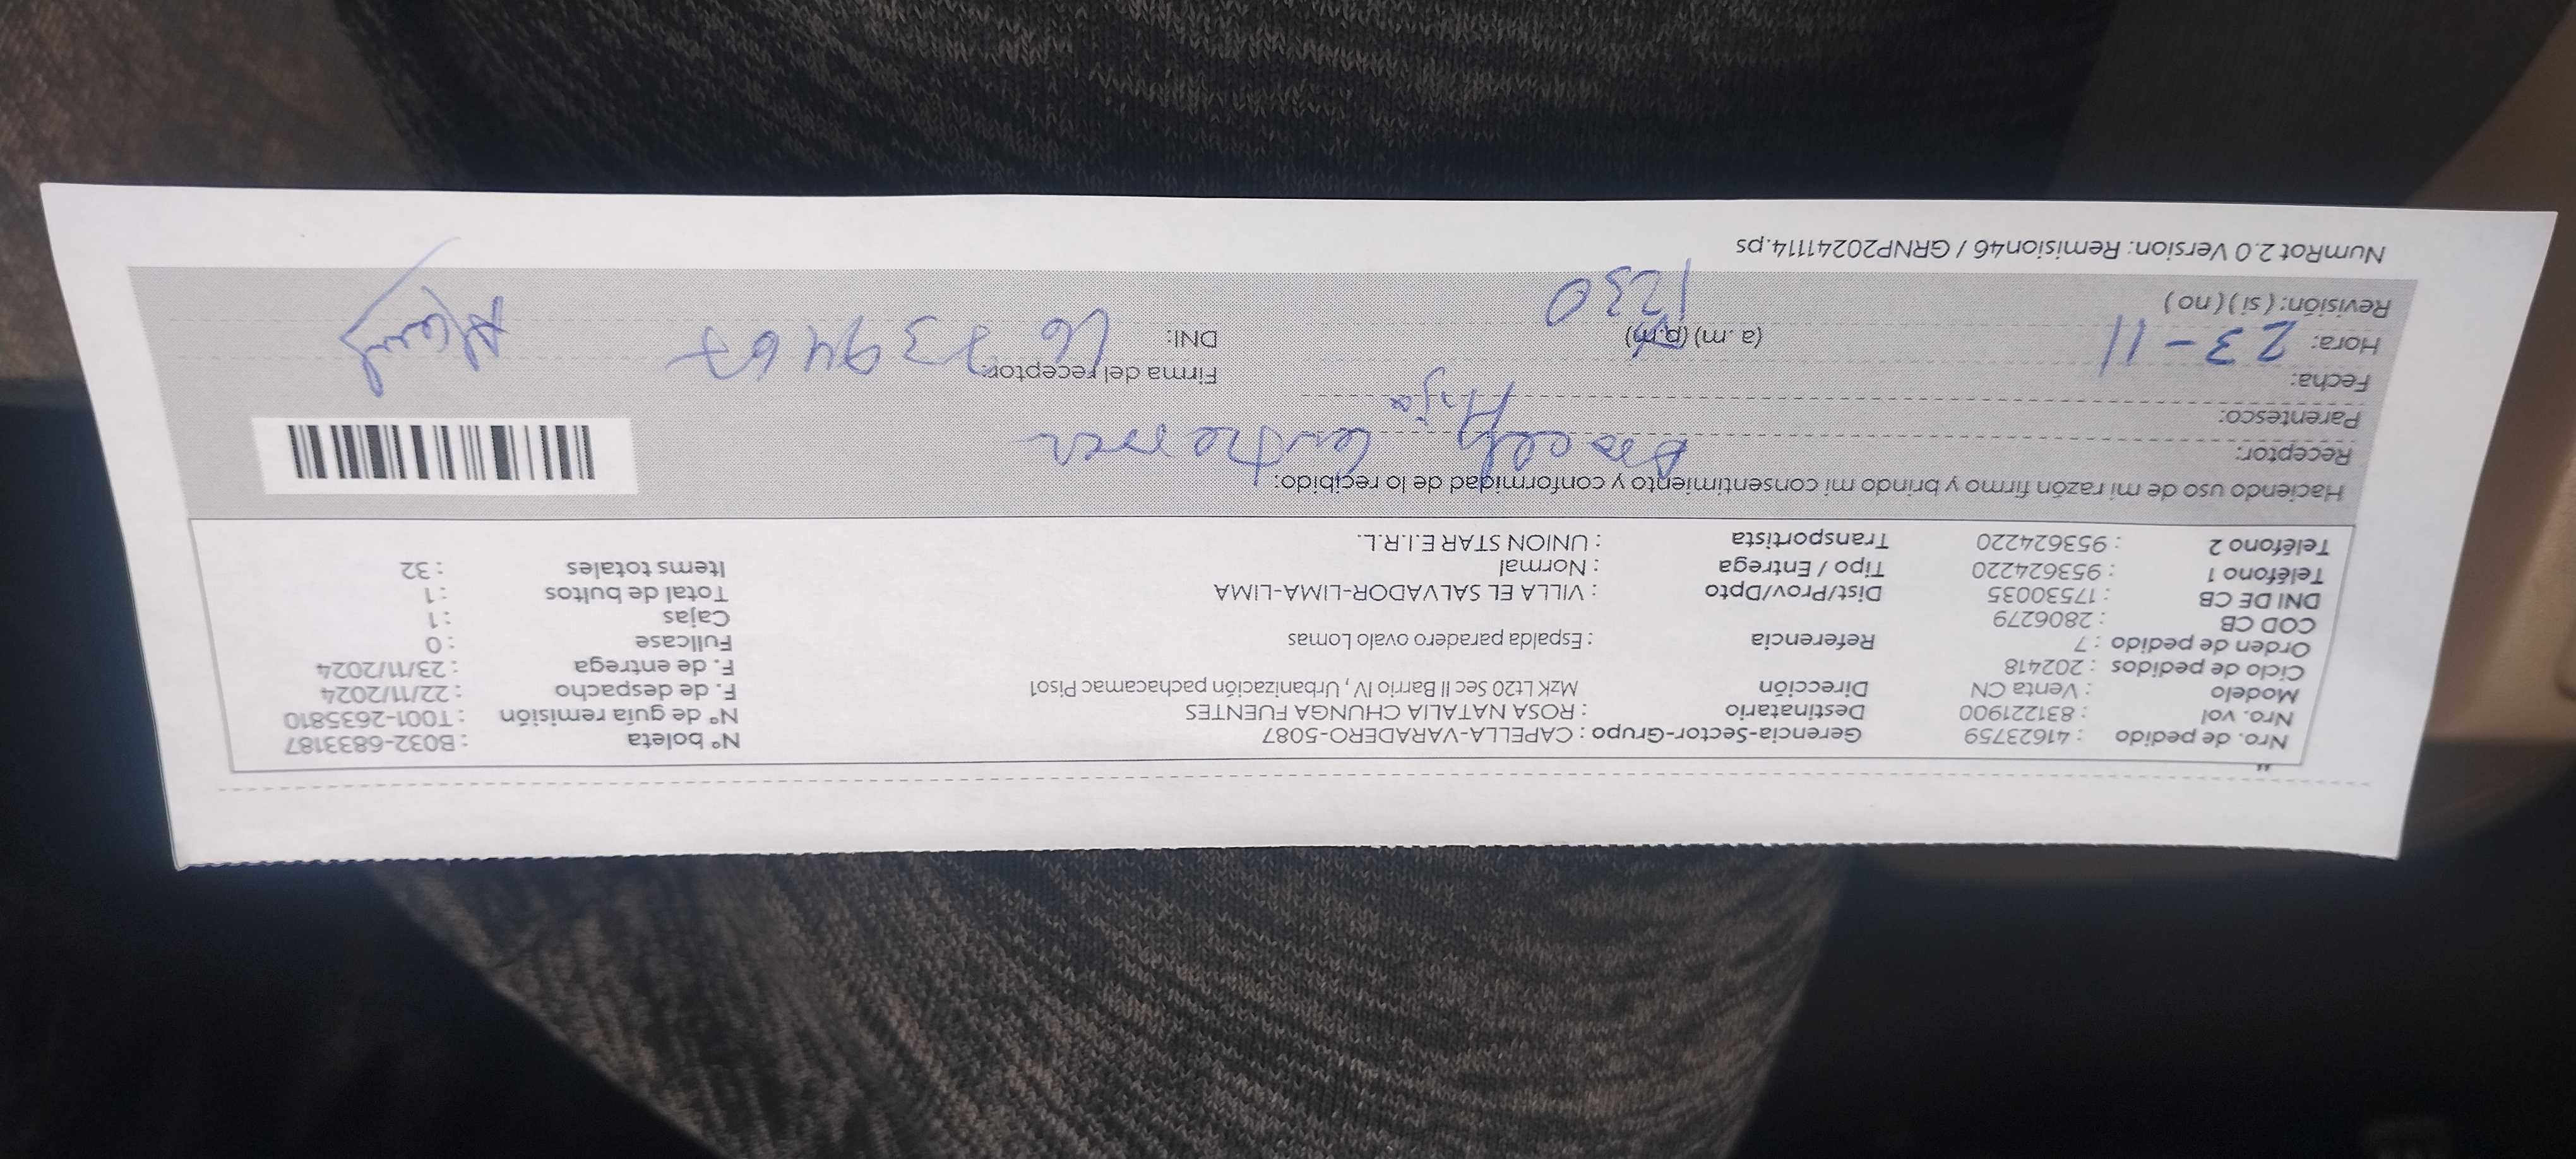 Nro. de pedido : 41623759 Gerencia-Sector-Grupo : CAPELLA-VARADERO-5087 N° boleta : B032-6833187
Nro. vol : 831221900 Destinatario : ROSA NATALIA CHUNGA FUENTES N° de guía remisión : T001-2635810
Modelo : Venta CN Dirección MzK Lt20 Sec II Barrio IV, Urbanización pachacamac Piso1 F. de despacho : 22/11/2024
Ciclo de pedidos : 202418 F. de entrega : 23/11/2024
Orden de pedido : 7 Referencia : Espalda paradero ovalo Lomas Fullcase : 0
COD CB : 2806279 Cajas : 1
DNI DE CB : 17530035 Dist/Prov/Dpto : VILLA EL SALVADOR-LIMA-LIMA Total de bultos : 1
Teléfono 1 : 953624220 Tipo / Entrega : Normal Items totales : 32
Teléfono 2 : 953624220 Transportista : UNION STAR E.I.R.L.
Haciendo uso de mi razón firmo y brindo mi consentimiento y conformidad de lo recibido:
Receptor:
Parentesco: Hija
Fecha: Firma del receptor:
Hora: 23-11 (a.m) (p.m) DNI:
Revisión: ( si ) ( no ) 1230
NumRot 2.0 Version: Remision46 / GRNP20241114.ps